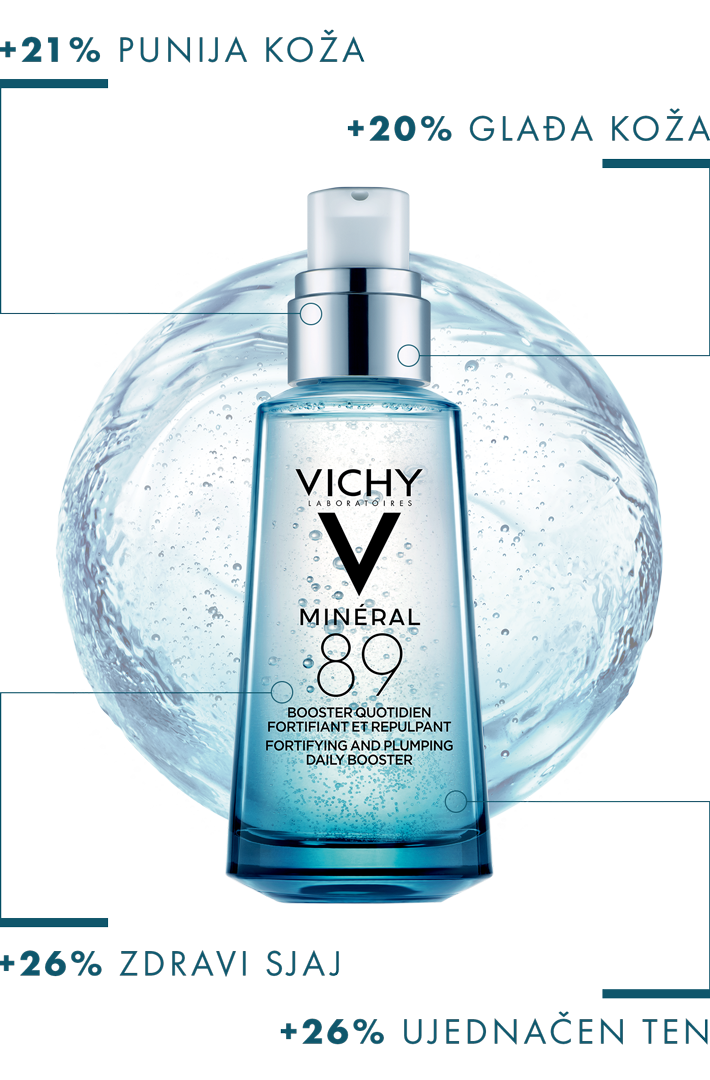 +21% PUNIJA KOŽA
+20% GLAĐA KOŽA
VICHY
LABORATOIRES
V
MINÉRAL
89
BOOSTER QUOTIDIEN
FORTIFIANT ET REPULPANT
FORTIFYING AND PLUMPING
DAILY BOOSTER
+26% ZDRAVI SJAJ
+26% UJEDNAČEN TEN